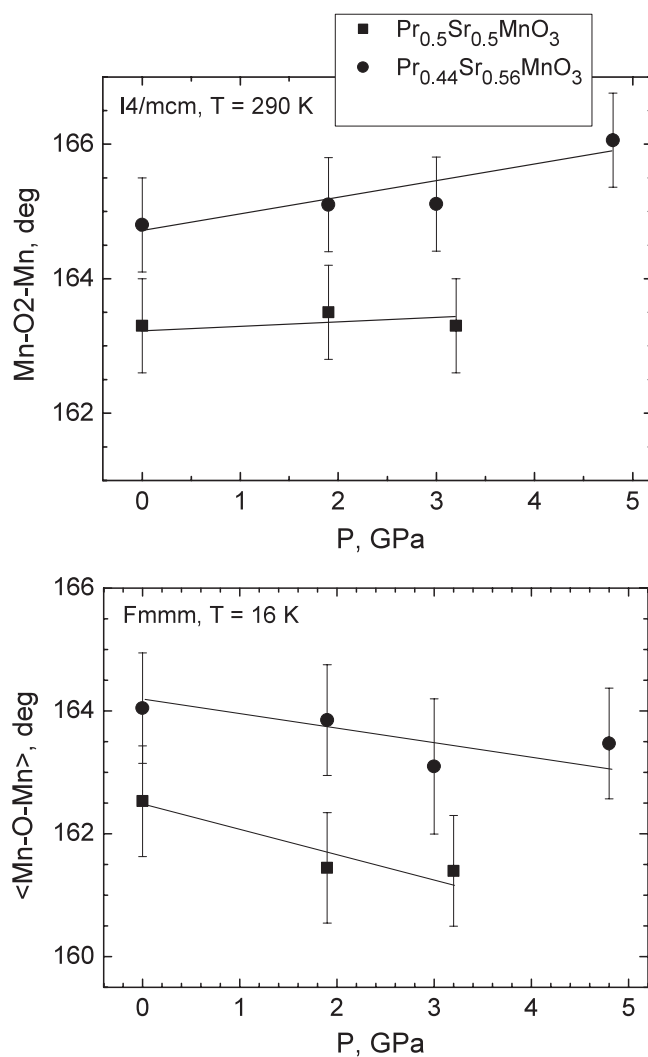 Pr0.5Sr0.5MnO3
Pr0.44Sr0.56MnO3
I4/mcm, T = 290 K
166
164
162
Mn-O2-Mn, deg
0 1 2 3 4 5
P, GPa
166
Fmmm, T = 16 K
164
162
160
<Mn-O-Mn>, deg
0 1 2 3 4 5
P, GPa